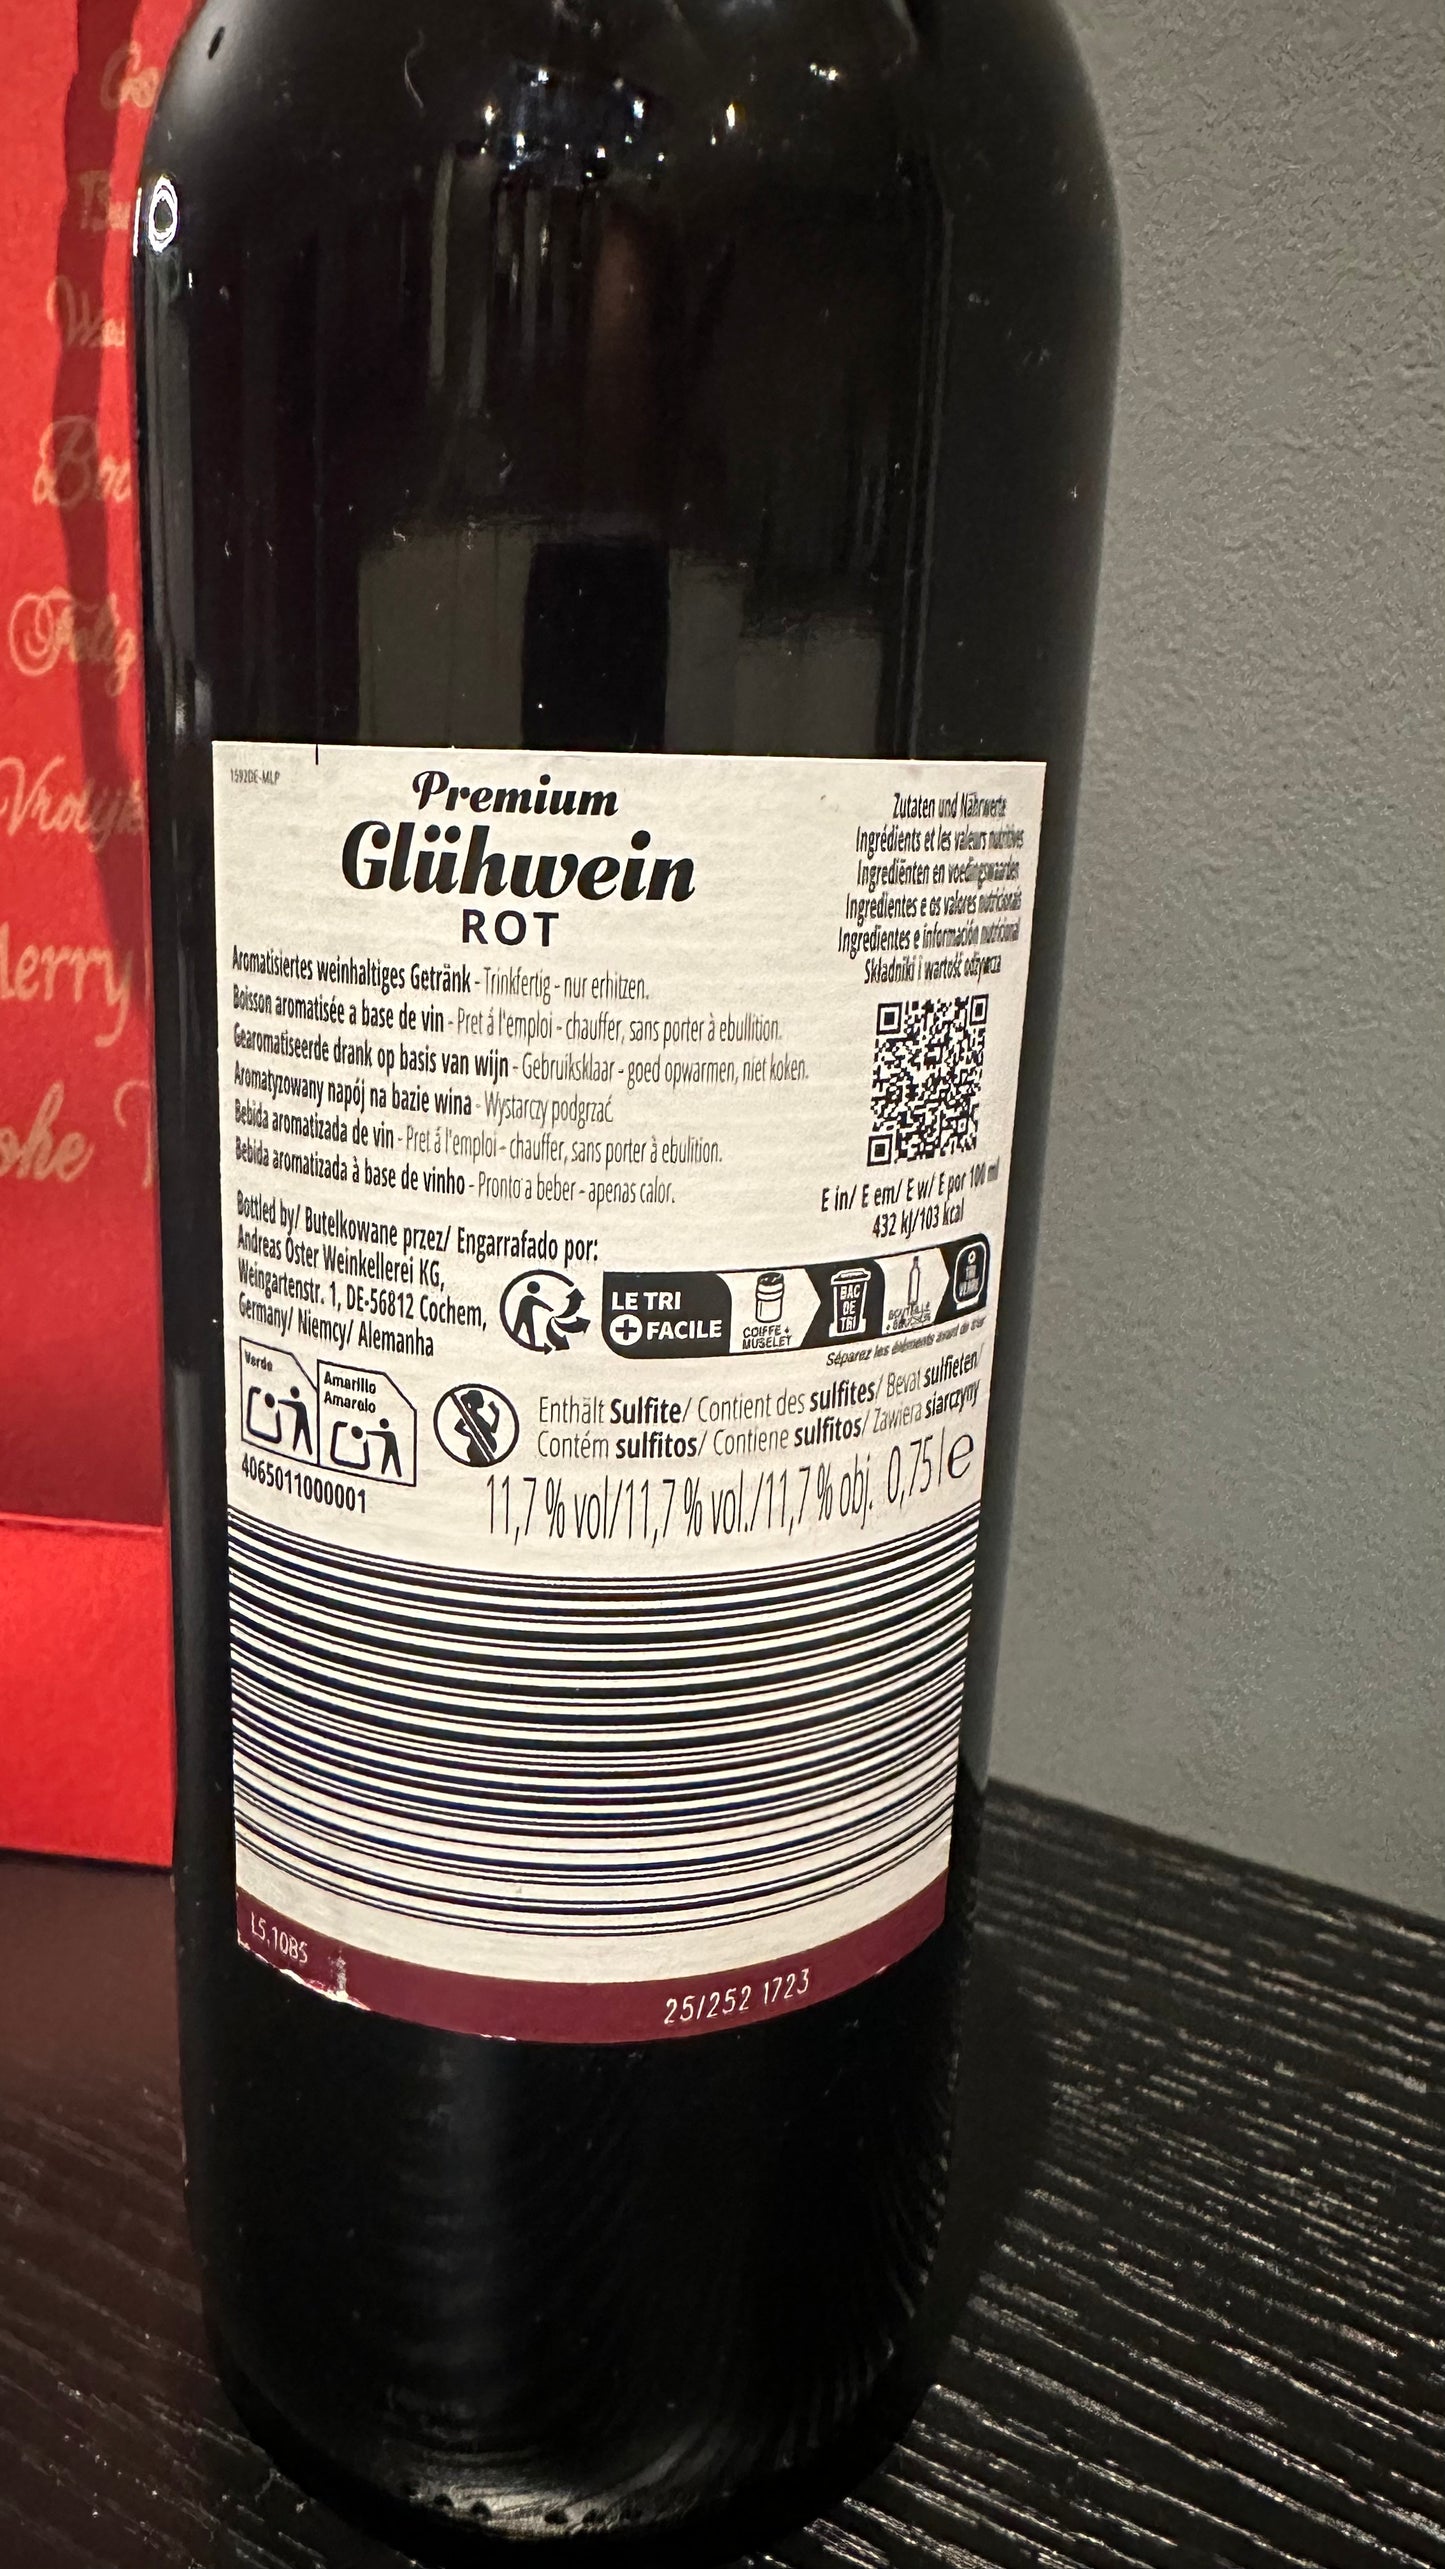 1592DE-MLP
Premium
Glühwein
ROT
Aromatisiertes weinhaltiges Getränk - Trinkfertig - nur erhitzen.
Boisson aromatisée a base de vin - Pret á l'emploi - chauffer, sans porter à ebullition.
Gearomatiseerde drank op basis van wijn - Gebruiksklaar - goed opwarmen, niet koken.
Aromatyzowany napój na bazie wina - Wystarczy podgrzać
Bebida aromatizada de vin - Pret á l'emploi - chauffer, sans porter à ebulition.
Bebida aromatizada à base de vinho - Pronto a beber - apenas calor.
Zutaten und Nährwerte
Ingrédients et les valeurs nutritives
Ingrediënten en voedingswaarden
Ingredientes e os valores nutricionais
Ingredientes e información nutricional
Składniki i wartość odżywcza
E in/ E em/ E w/ E por 100 ml
432 kJ/103 kcal
Bottled by/ Butelkowane przez/ Engarrafado por:
Andreas Oster Weinkellerei KG,
Weingartenstr. 1, DE-56812 Cochem,
Germany/ Niemcy/ Alemanha
LE TRI
+ FACILE
COIFFE +
MUSELET
BAC
DE
TRI
BOUTEILLE
Séparez les éléments avant de trier
Verde
Amarillo
Amarelo
Enthält Sulfite/ Contient des sulfites/ Bevat sulfieten/
Contém sulfitos/ Contiene sulfitos/ Zawiera siarczyny
4065011000001
11,7 % vol/11,7 % vol./11,7 % obj. 0,75 l e
L5.1085
25/252 1723
Felig
Merry